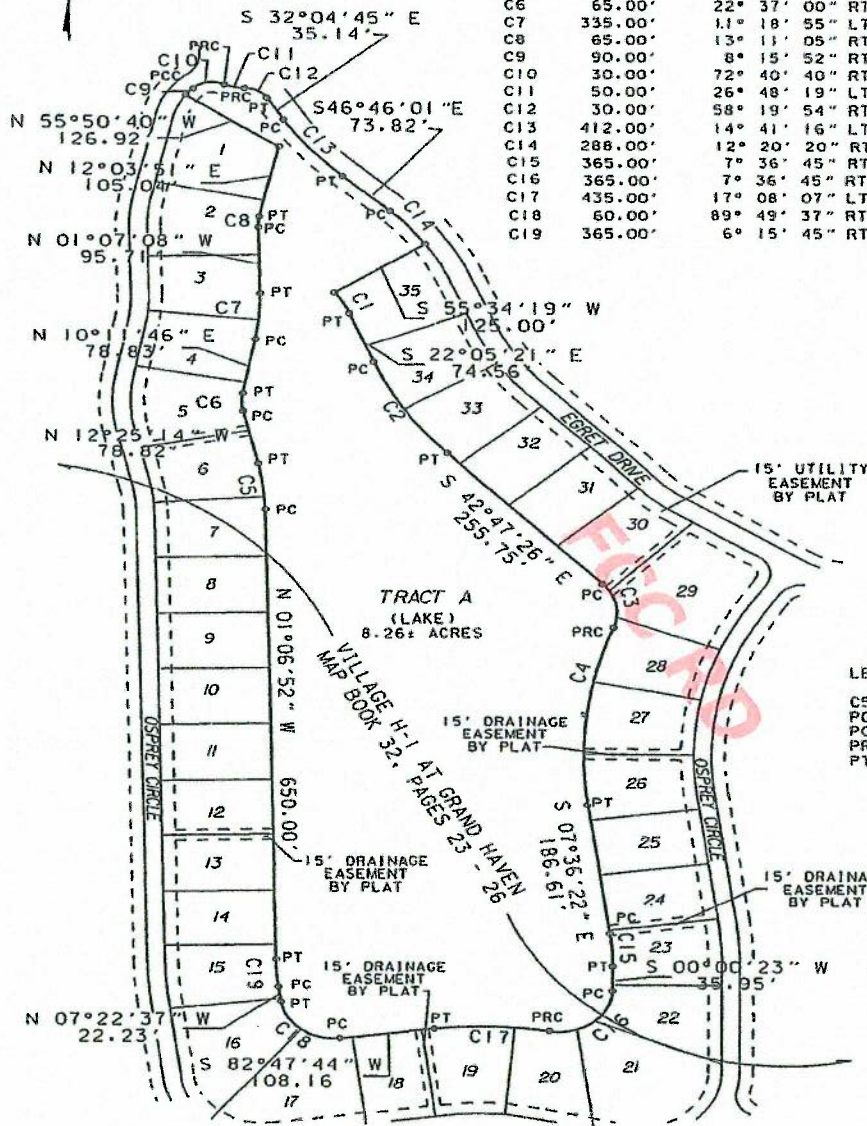 C6 65.00' 22° 37' 00" RT
C7 335.00' 11° 18' 55" LT
C8 65.00' 13° 11' 05" RT
C9 90.00' 8° 15' 52" RT
C10 30.00' 72° 40' 40" RT
C11 50.00' 26° 48' 19" LT
C12 30.00' 58° 19' 54" RT
C13 412.00' 14° 41' 16" LT
C14 288.00' 12° 20' 20" RT
C15 365.00' 7° 36' 45" RT
C16 365.00' 7° 36' 45" RT
C17 435.00' 17° 08' 07" LT
C18 60.00' 89° 49' 37" RT
C19 365.00' 6° 15' 45" RT
S 32°04'45" E
35.14'
PRC
C10
C11
PCC
C9
C12
PRC
PT
S46°46'01"E
73.82'
PC
C13
N 55°50'40" W
126.92'
1
N 12°03'51" E
105.04'
PT
PC
C14
2
C8
PT
PC
N 01°07'08" W
95.71'
3
PT
C7
35
C1
S 55°34'19" W
125.00'
PT
N 10°11'46" E
78.83'
4
PC
S 22°05'21" E
74.56
PC
34
PT
5
C6
PC
C2
33
EGRET DRIVE
N 12°25'14" W
78.82'
PT
PT
32
6
C5
15' UTILITY
EASEMENT
BY PLAT
31
S 42°47'26" E
255.75'
PC
7
30
FCC RD
8
TRACT A
(LAKE)
8.26± ACRES
PC
C3
29
N 01°06'52" W 650.00'
PRC
9
VILLAGE H-1 AT GRAND HAVEN
MAP BOOK 32, PAGES 23 - 26
28
C4
10
27
15' DRAINAGE
EASEMENT
BY PLAT
OSPREY CIRCLE
11
26
OSPREY CIRCLE
PT
12
25
S 07°36'22" E
186.61'
13
15' DRAINAGE
EASEMENT
BY PLAT
15' DRAINA
EASEMENT
BY PLAT
24
PC
14
C15
23
15
PT
C19
PT
S 00°00'23" W
35.95'
15' DRAINAGE
EASEMENT
BY PLAT
PC
PT
PC
22
N 07°22'37" W
22.23'
16
C18
PC
PT
C17
PRC
S 82°47'44" W
108.16
17
18
19
20
21
LE
PT